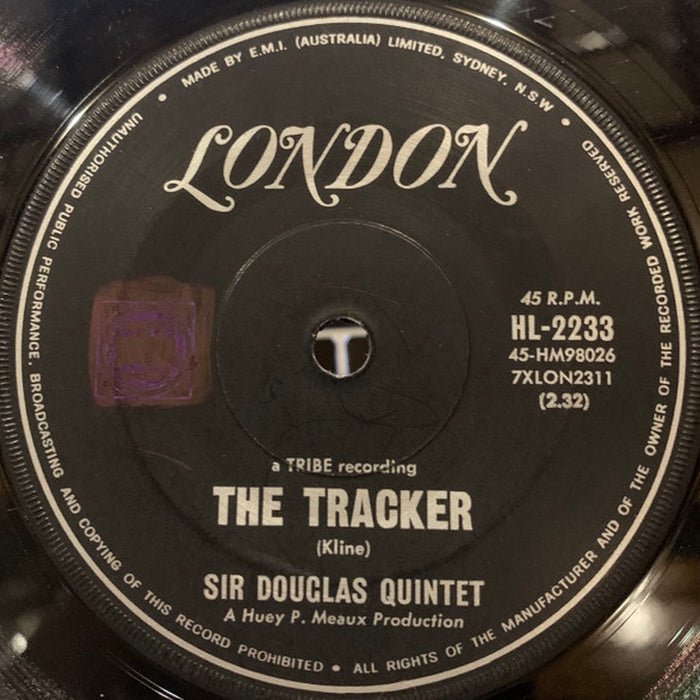 MADE BY E.M.I. (AUSTRALIA) LIMITED, SYDNEY, N.S.W •
LONDON
45 R.P.M.
HL-2233
45-HM98026
7XLON2311
(2.32)
T
a TRIBE recording
THE TRACKER
(Kline)
SIR DOUGLAS QUINTET
A Huey P. Meaux Production
• UNAUTHORISED PUBLIC PERFORMANCE, BROADCASTING AND COPYING OF THIS RECORD PROHIBITED • ALL RIGHTS OF THE MANUFACTURER AND OF THE OWNER OF THE RECORDED WORK RESERVED